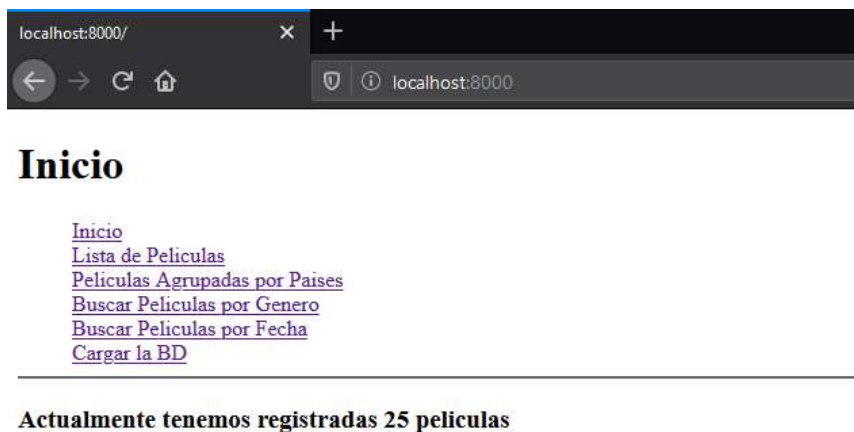 localhost:8000/
localhost:8000
Inicio
Inicio
Lista de Peliculas
Peliculas Agrupadas por Paises
Buscar Peliculas por Genero
Buscar Peliculas por Fecha
Cargar la BD
Actualmente tenemos registradas 25 peliculas